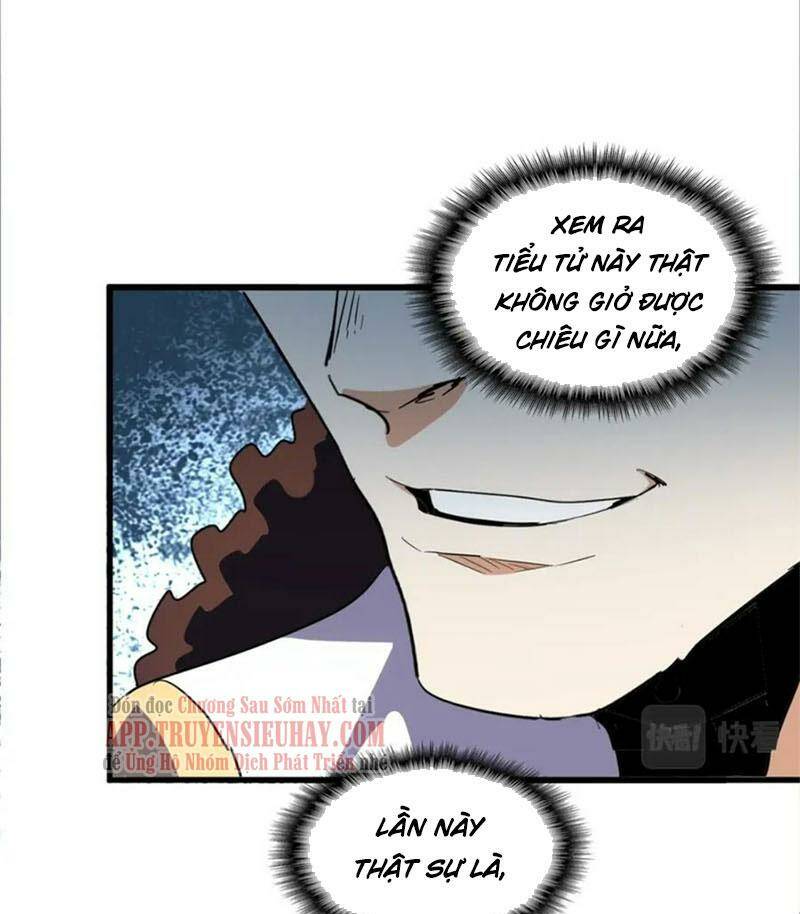 XEM RA
TIỂU TỬ NÀY THẬT
KHÔNG GIỞ ĐƯỢC
CHIÊU GÌ NỮA,
Đón đọc Chương Sau Sớm Nhất tại
APP.TRUYENSIEUHAY.COM
để Ủng Hộ Nhóm Dịch Phát Triển nhé
快看! 快看
LẦN NÀY
THẬT SỰ LÀ,